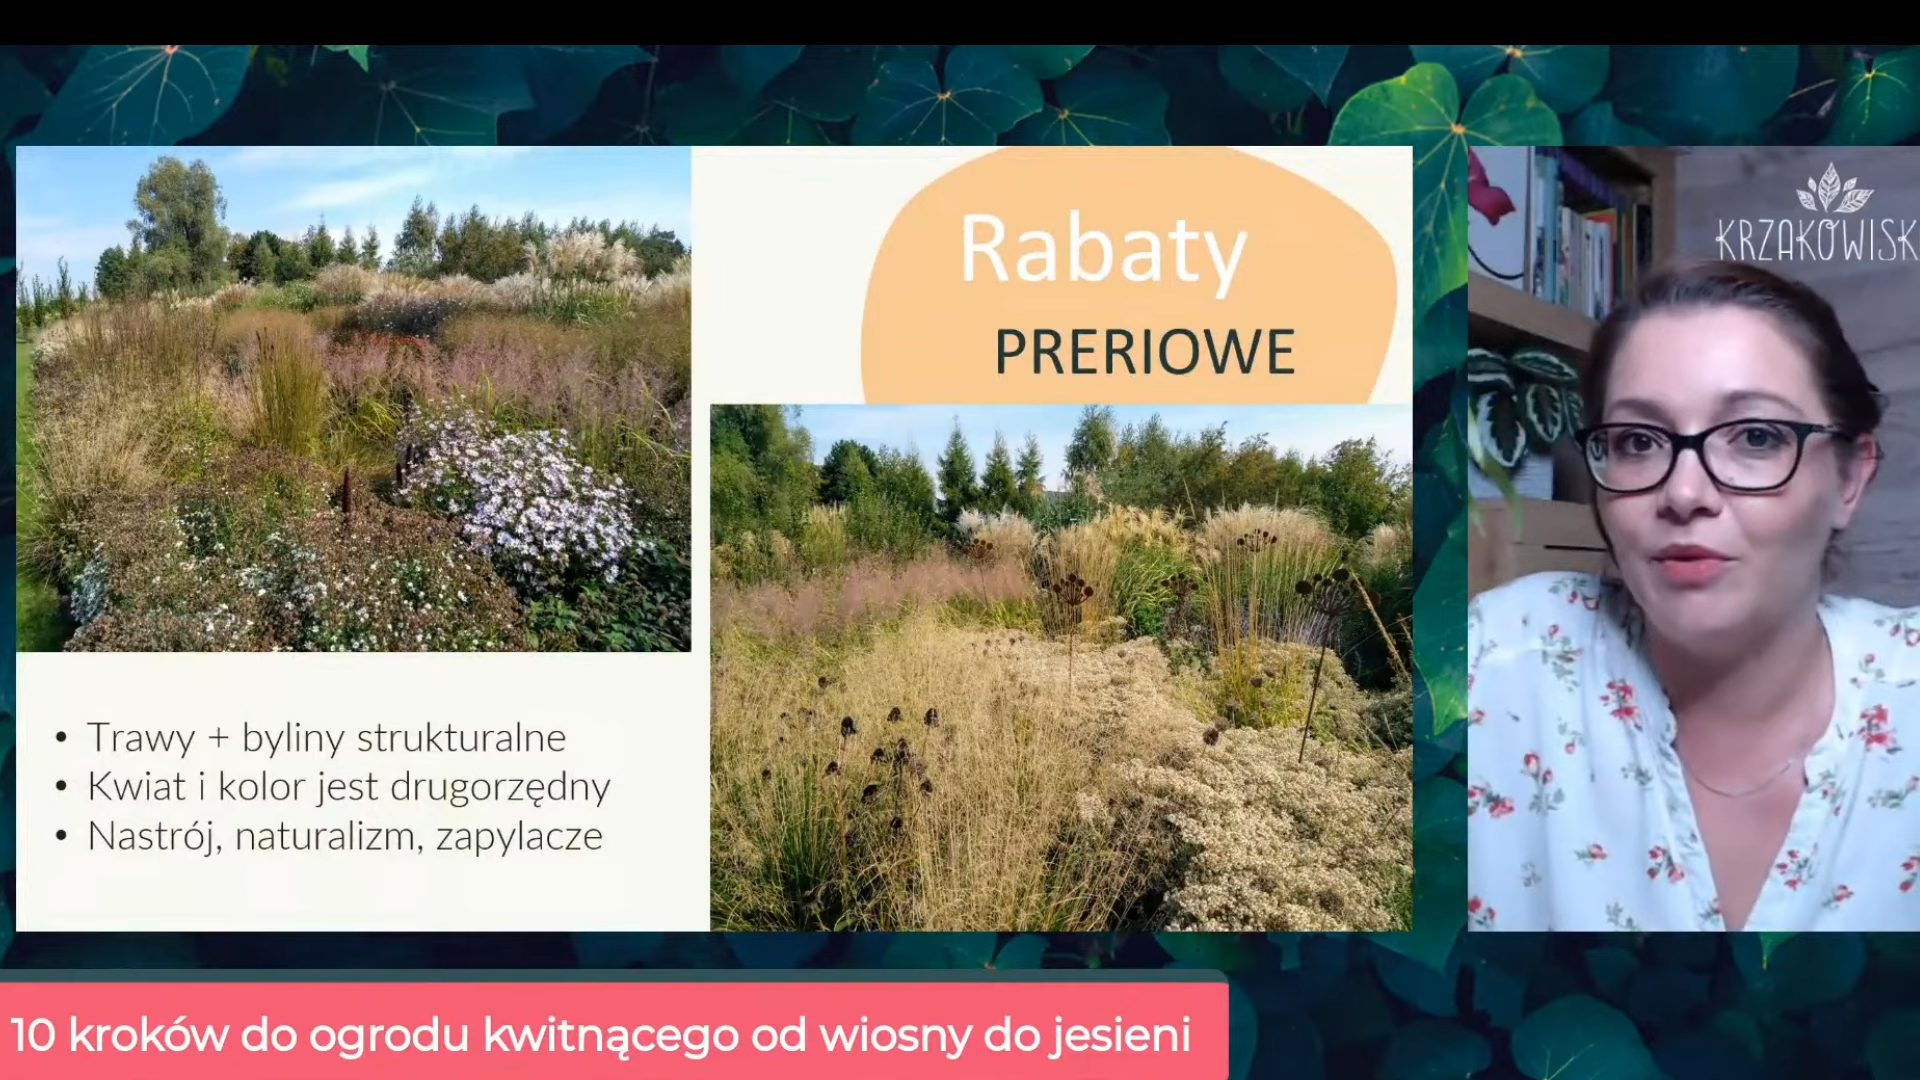 KRZAKOWISK
Rabaty
PRERIOWE
• Trawy + byliny strukturalne
• Kwiat i kolor jest drugorzędny
• Nastrój, naturalizm, zapylacze
10 kroków do ogrodu kwitnącego od wiosny do jesieni